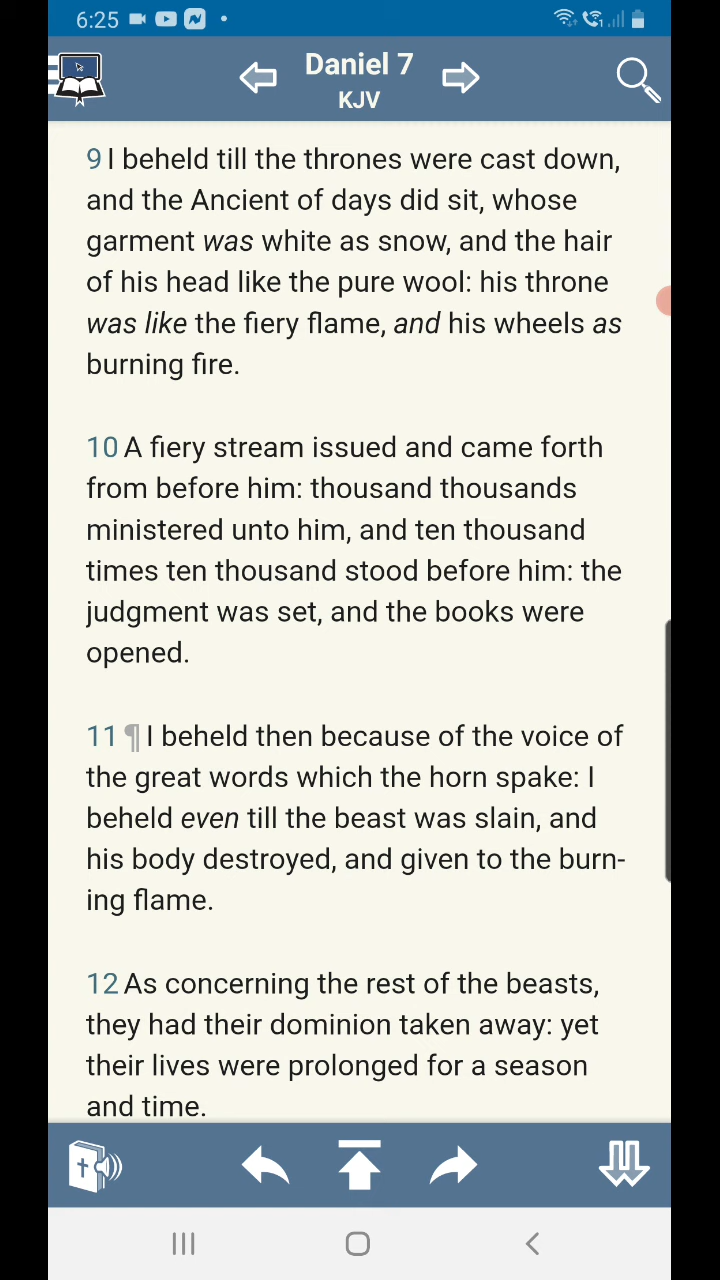 6:25
Daniel 7
KJV
9 I beheld till the thrones were cast down,
and the Ancient of days did sit, whose
garment was white as snow, and the hair
of his head like the pure wool: his throne
was like the fiery flame, and his wheels as
burning fire.
10 A fiery stream issued and came forth
from before him: thousand thousands
ministered unto him, and ten thousand
times ten thousand stood before him: the
judgment was set, and the books were
opened.
11 ¶ I beheld then because of the voice of
the great words which the horn spake: I
beheld even till the beast was slain, and
his body destroyed, and given to the burn-
ing flame.
12 As concerning the rest of the beasts,
they had their dominion taken away: yet
their lives were prolonged for a season
and time.